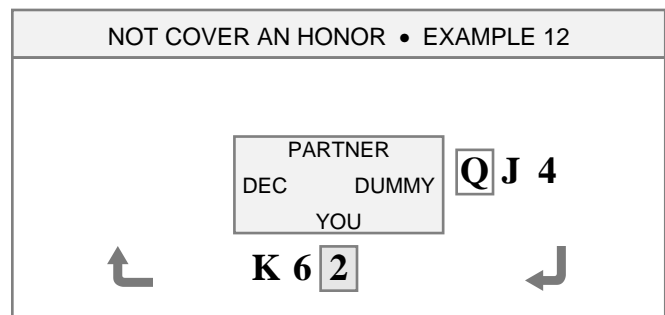 NOT COVER AN HONOR • EXAMPLE 12
PARTNER
DEC DUMMY Q J 4
YOU
K 6 2